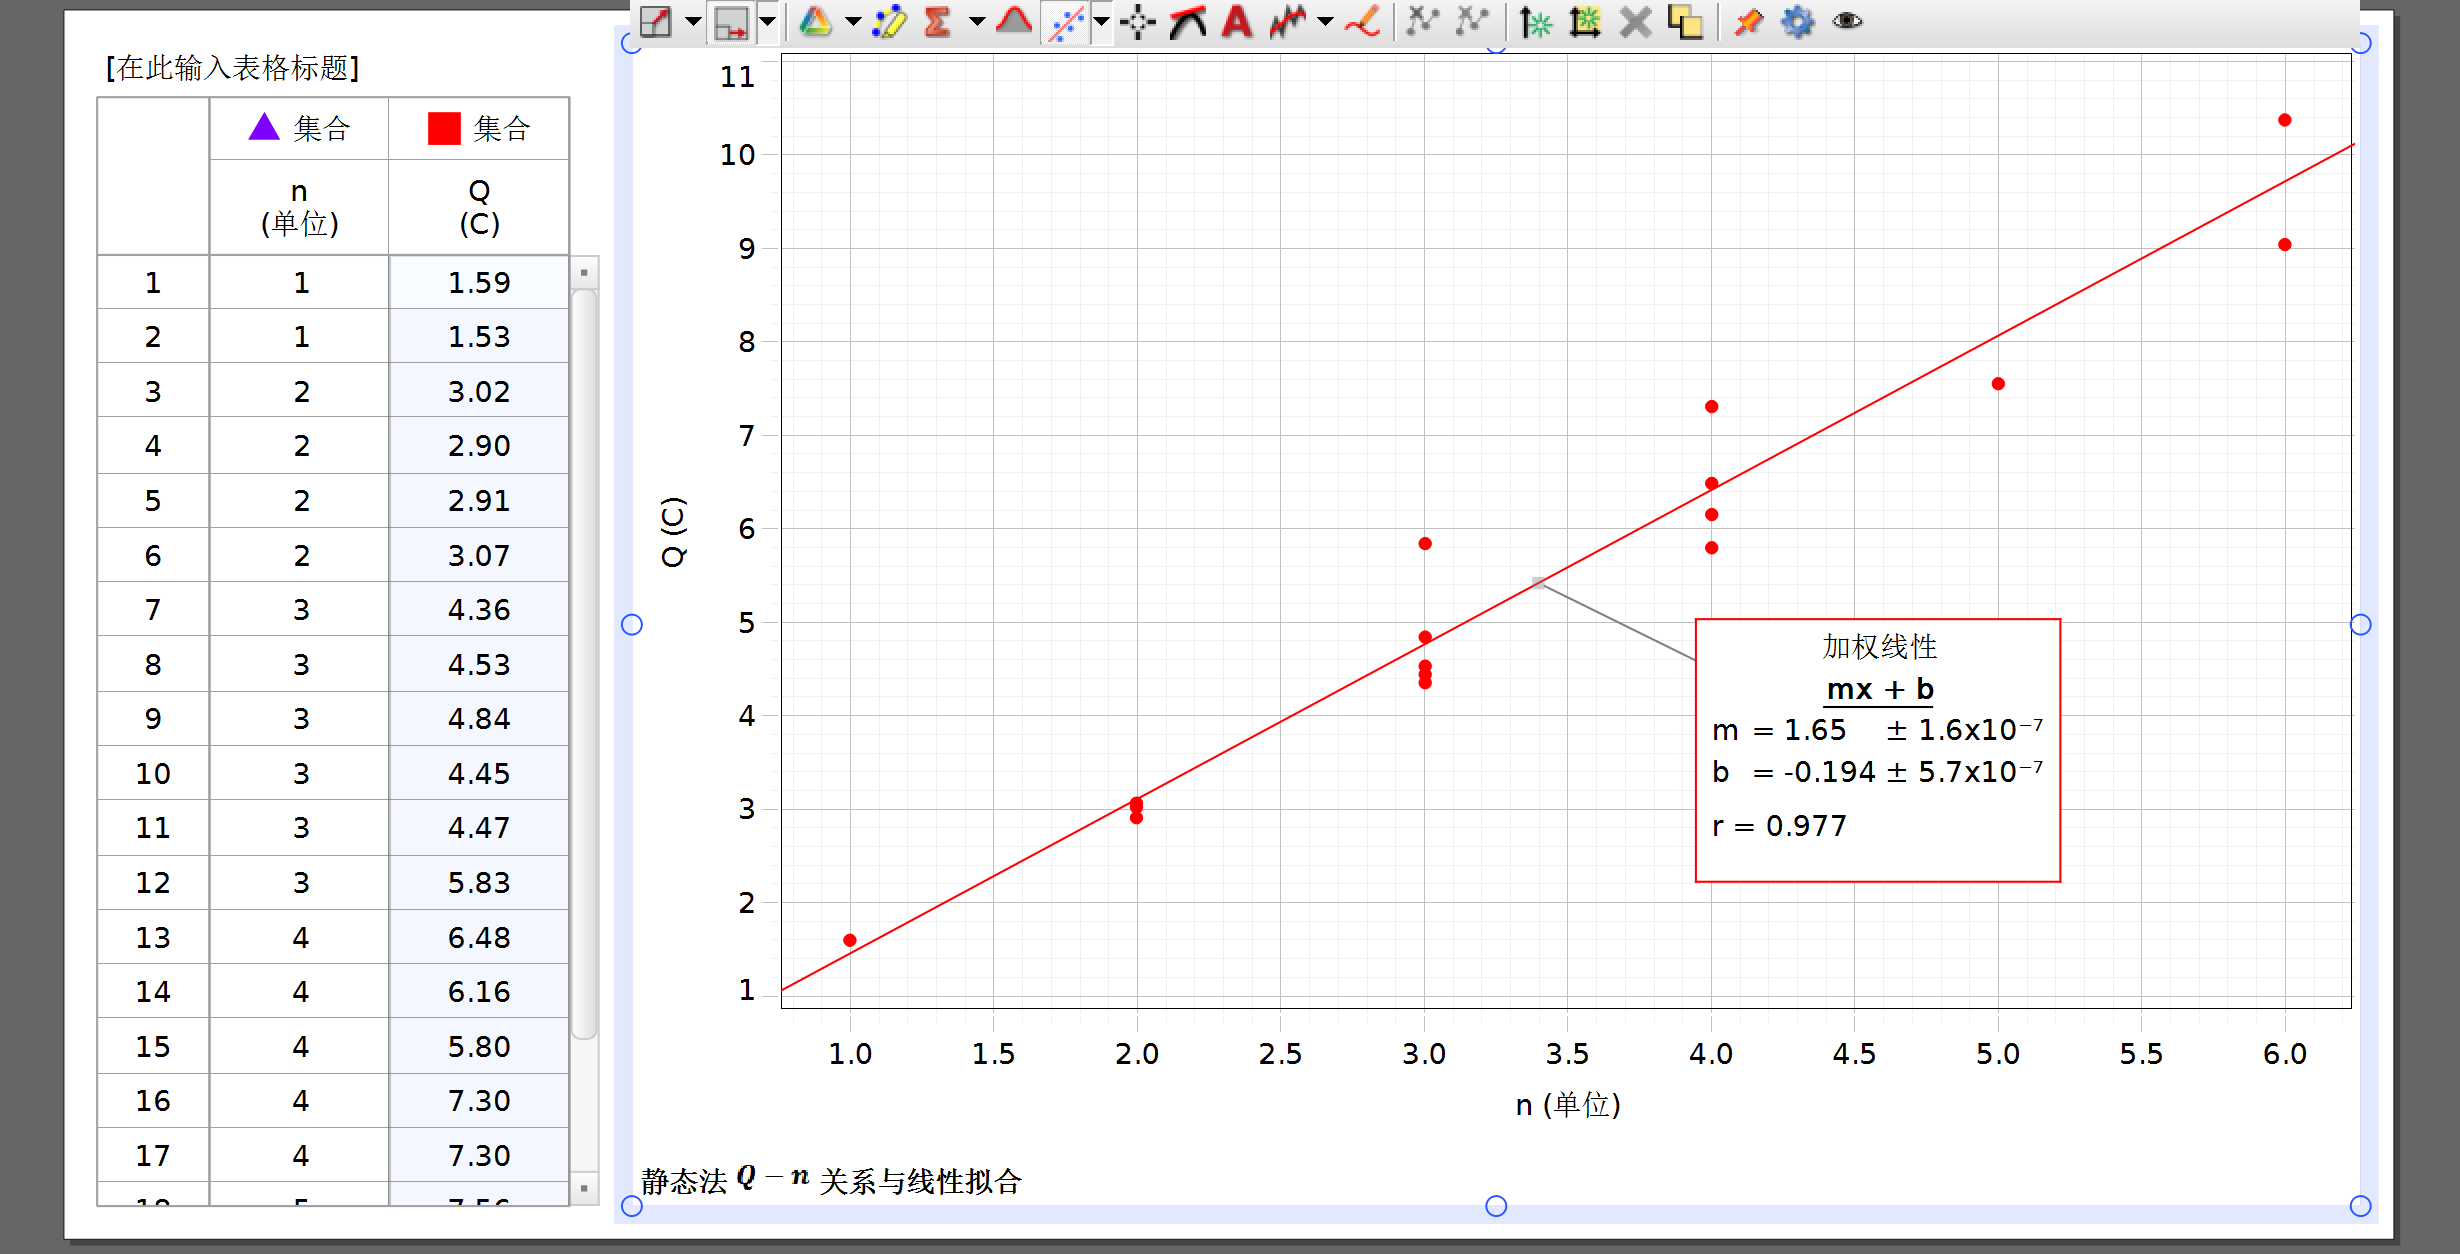 [在此输入表格标题]
集合 集合
n Q
(单位) (C)
1 1 1.59
2 1 1.53
3 2 3.02
4 2 2.90
5 2 2.91
6 2 3.07
7 3 4.36
8 3 4.53
9 3 4.84
10 3 4.45
11 3 4.47
12 3 5.83
13 4 6.48
14 4 6.16
15 4 5.80
16 4 7.30
17 4 7.30
18 5 7.56
11
10
9
8
7
6
5
4
3
2
1
Q (C)
加权线性
mx + b
m = 1.65 ± 1.6x10⁻⁷
b = -0.194 ± 5.7x10⁻⁷
r = 0.977
1.0 1.5 2.0 2.5 3.0 3.5 4.0 4.5 5.0 5.5 6.0
n (单位)
静态法 Q − n 关系与线性拟合